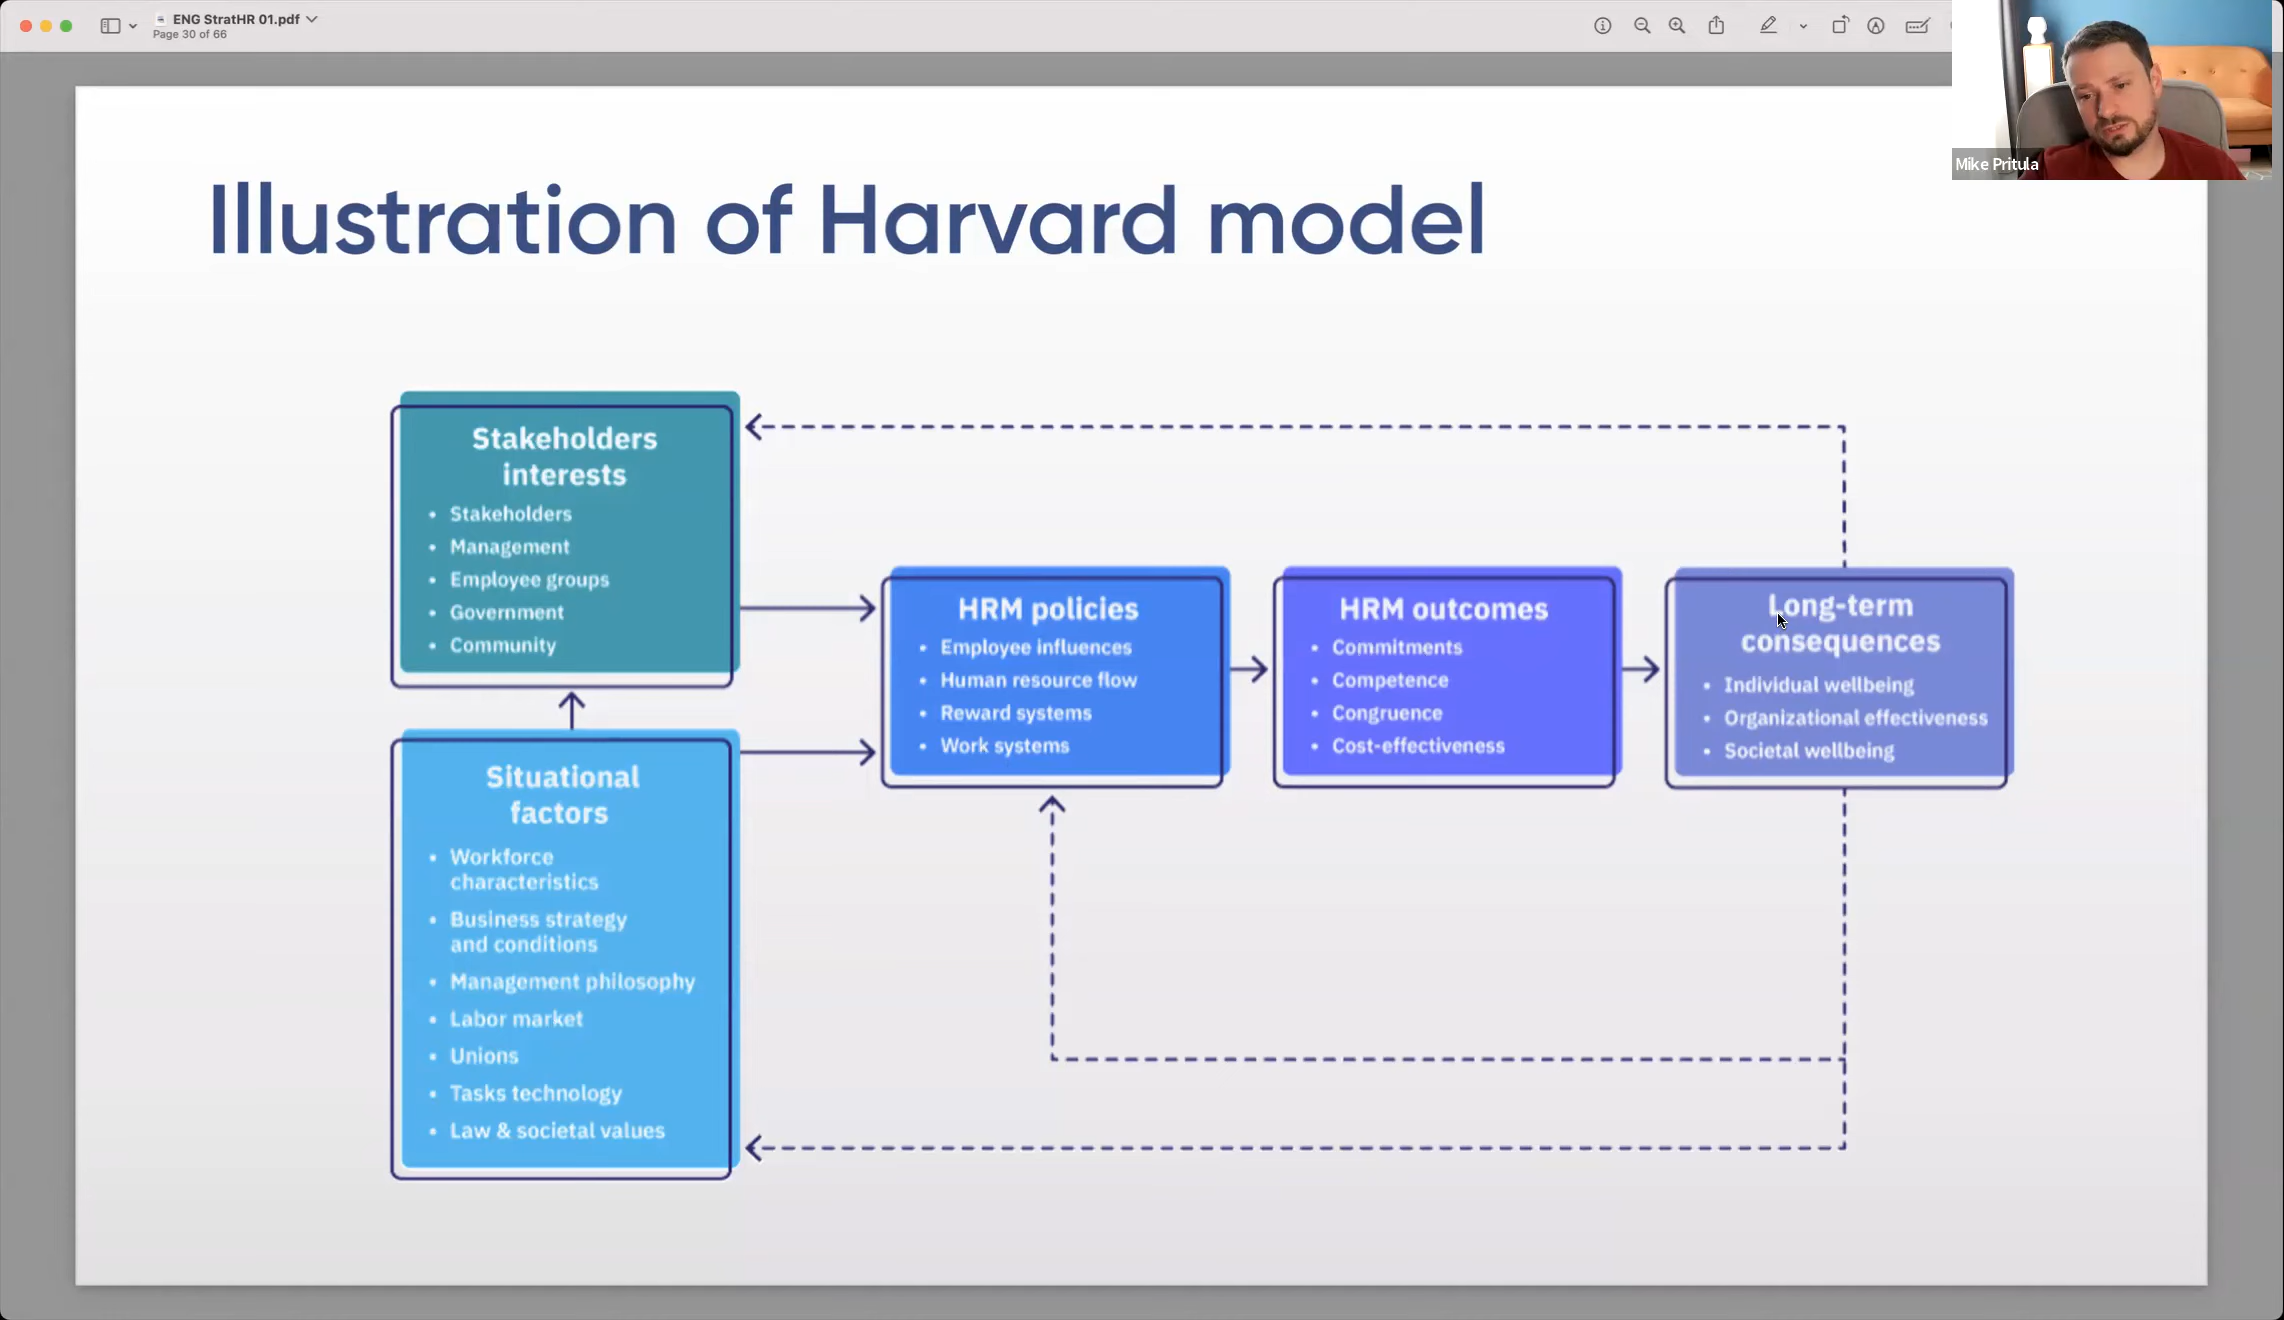 ENG StratHR 01.pdf
Page 30 of 66
Mike Pritula
Illustration of Harvard model
Stakeholders
interests
• Stakeholders
• Management
• Employee groups
• Government
• Community
Situational
factors
• Workforce
characteristics
• Business strategy
and conditions
• Management philosophy
• Labor market
• Unions
• Tasks technology
• Law & societal values
HRM policies
• Employee influences
• Human resource flow
• Reward systems
• Work systems
HRM outcomes
• Commitments
• Competence
• Congruence
• Cost-effectiveness
Long-term
consequences
• Individual wellbeing
• Organizational effectiveness
• Societal wellbeing